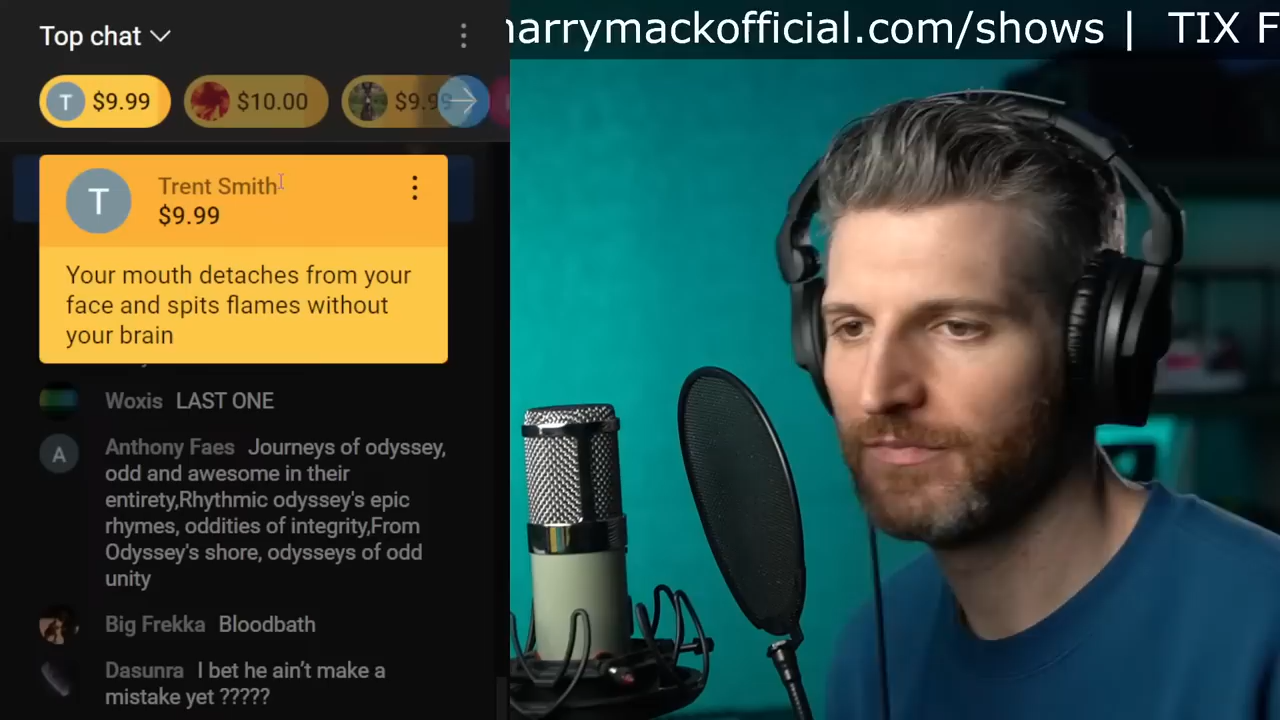 Top chat
harrymackofficial.com/shows | TIX F
T $9.99
$10.00
$9.99
T
Trent Smith
$9.99
Your mouth detaches from your
face and spits flames without
your brain
Woxis LAST ONE
A
Anthony Faes Journeys of odyssey,
odd and awesome in their
entirety,Rhythmic odyssey's epic
rhymes, oddities of integrity,From
Odyssey's shore, odysseys of odd
unity
Big Frekka Bloodbath
Dasunra I bet he ain't make a
mistake yet ?????